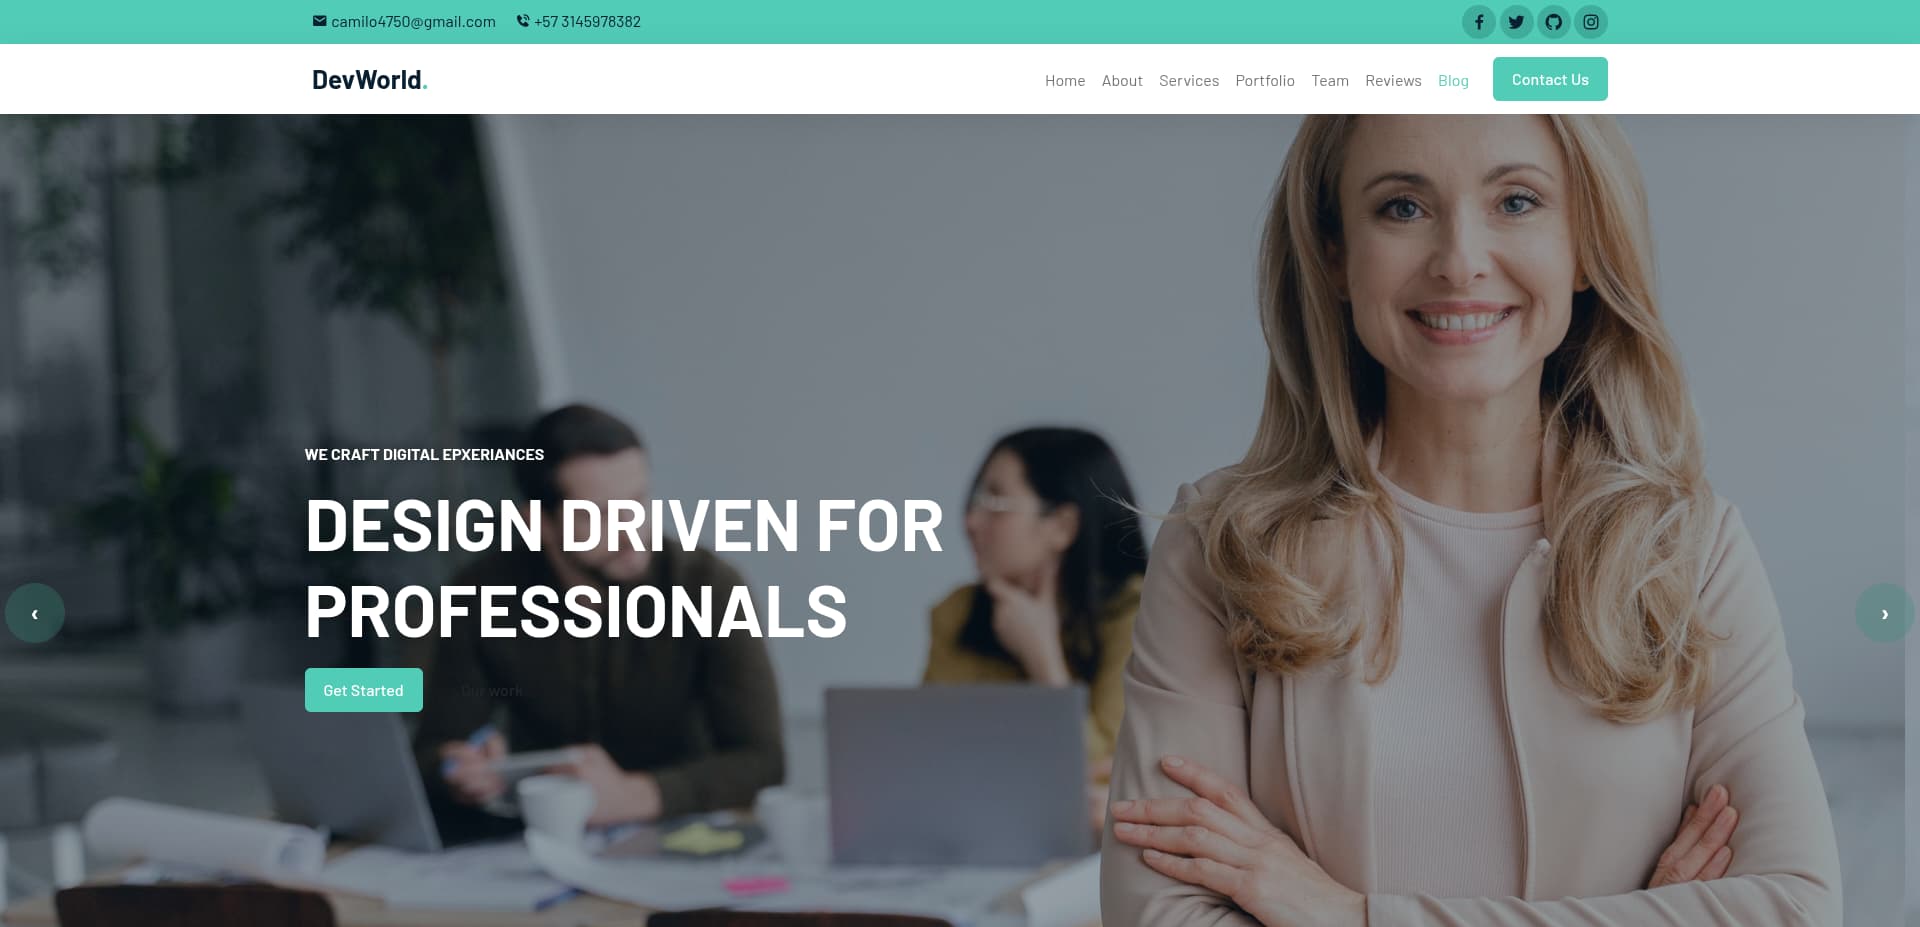 camilo4750@gmail.com +57 3145978382
DevWorld.
Home About Services Portfolio Team Reviews Blog Contact Us
WE CRAFT DIGITAL EPXERIANCES
DESIGN DRIVEN FOR
PROFESSIONALS
Get Started Our work